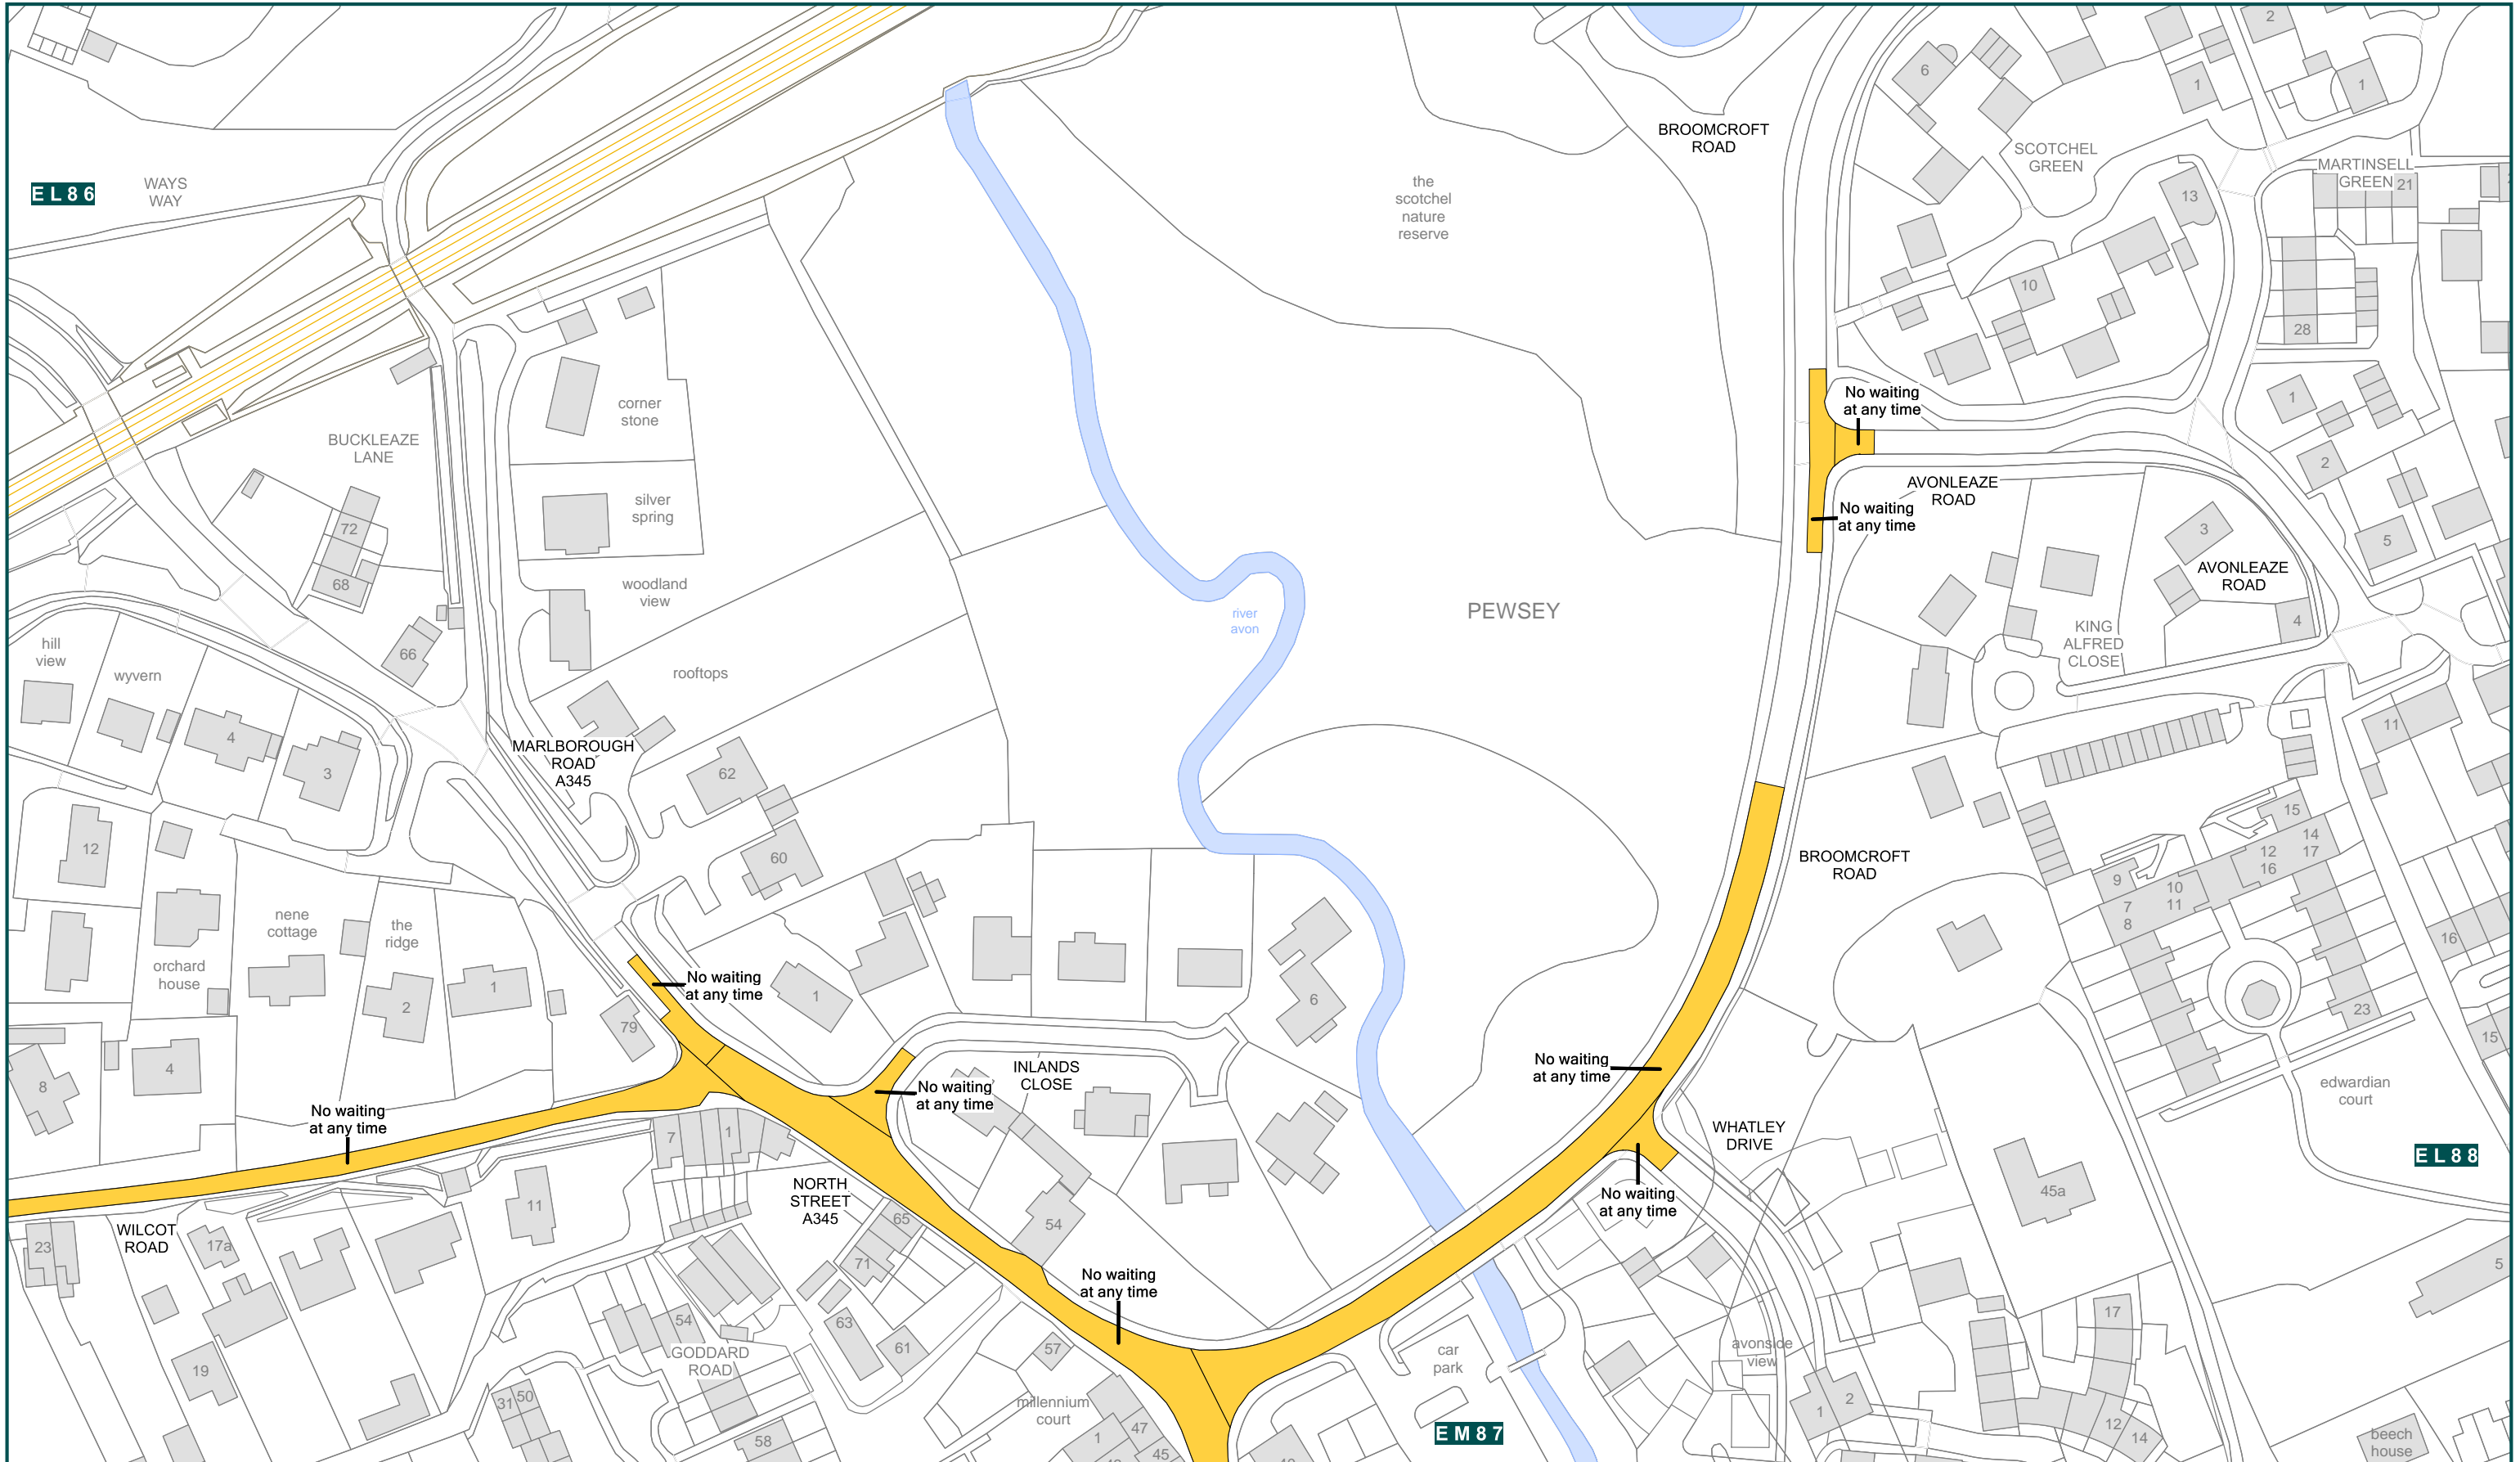 2
6
1
1
BROOMCROFT
ROAD
SCOTCHEL
GREEN
MARTINSELL
GREEN
21
EL86
WAYS
WAY
the
scotchel
nature
reserve
13
10
28
corner
stone
No waiting
at any time
1
BUCKLEAZE
LANE
2
silver
spring
AVONLEAZE
ROAD
No waiting
at any time
72
3
5
68
woodland
view
AVONLEAZE
ROAD
river
avon
PEWSEY
4
hill
view
66
KING
ALFRED
CLOSE
wyvern
rooftops
4
3
MARLBOROUGH
ROAD
A345
62
11
12
60
BROOMCROFT
ROAD
15
14
17
12
16
9
10
11
7
8
nene
cottage
the
ridge
16
orchard
house
No waiting
at any time
1
2
1
6
79
23
15
8
4
INLANDS
CLOSE
No waiting
at any time
No waiting
at any time
edwardian
court
No waiting
at any time
7
1
WHATLEY
DRIVE
EL88
45a
No waiting
at any time
11
NORTH
STREET
A345
65
54
WILCOT
ROAD
23
17a
71
No waiting
at any time
5
54
63
61
57
17
GODDARD
ROAD
car
park
avonside
view
19
31
50
millennium
court
1
47
45
58
EM87
1
2
12
14
beech
house